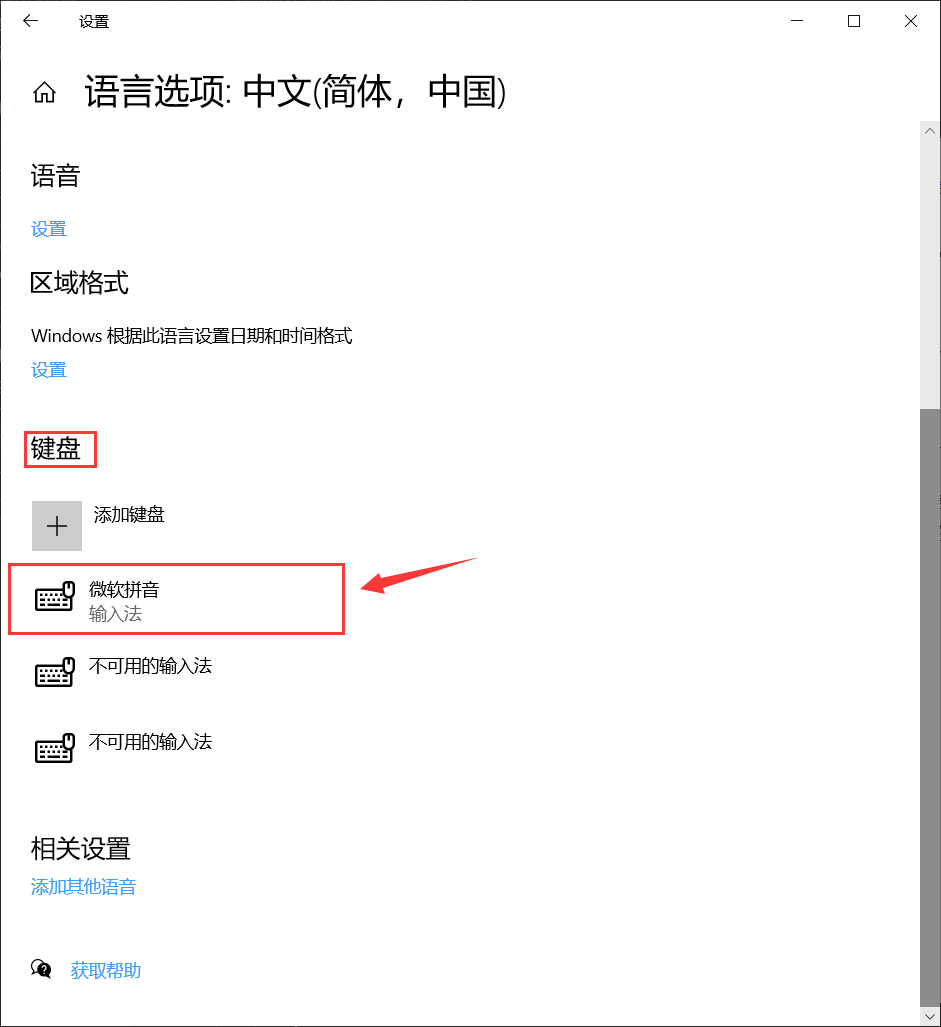 设置
语言选项: 中文(简体，中国)
语音
设置
区域格式
Windows 根据此语言设置日期和时间格式
设置
键盘
添加键盘
微软拼音
输入法
不可用的输入法
不可用的输入法
相关设置
添加其他语音
获取帮助